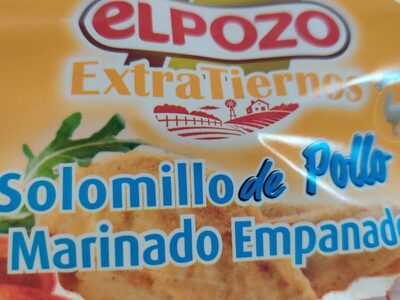 ELPOZO
ExtraTiernos
Solomillo de Pollo
Marinado Empanado